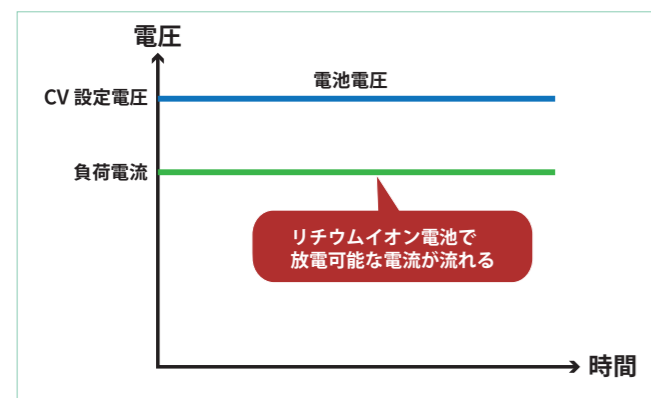 電圧
電池電圧
CV 設定電圧
負荷電流
リチウムイオン電池で
放電可能な電流が流れる
時間